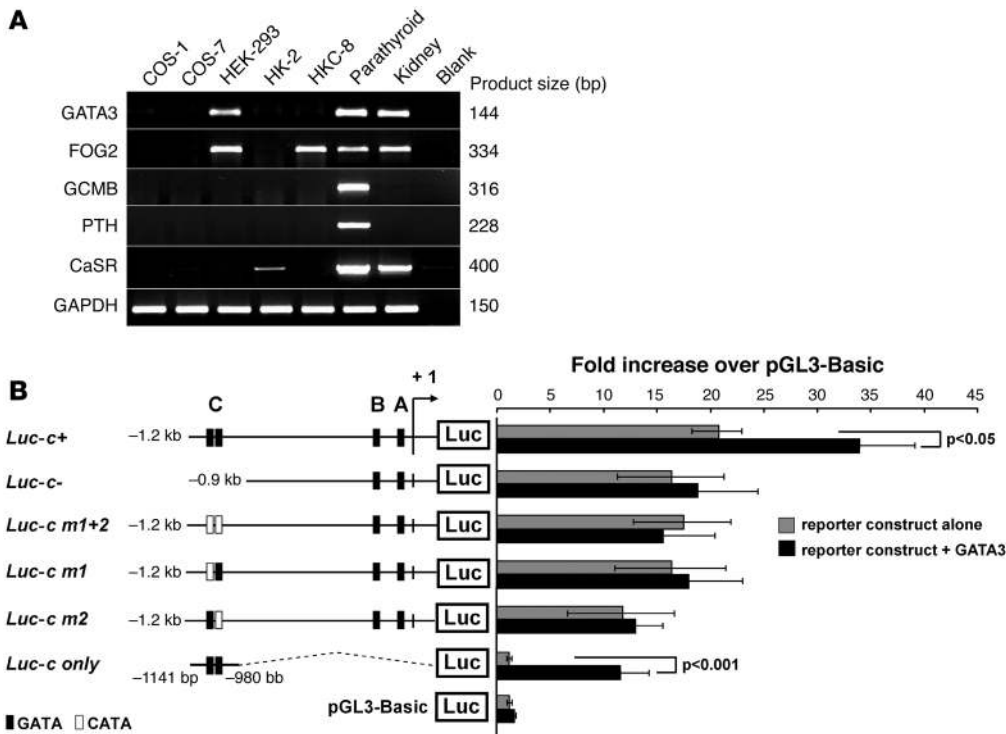 A
COS-1 COS-7 HEK-293 HK-2 HKC-8 Parathyroid Kidney Blank
Product size (bp)
GATA3 144
FOG2 334
GCMB 316
PTH 228
CaSR 400
GAPDH 150
Fold increase over pGL3-Basic
0 5 10 15 20 25 30 35 40 45
B
C B A + 1
Luc-c+ –1.2 kb Luc p<0.05
Luc-c- –0.9 kb Luc
Luc-c m1+2 –1.2 kb Luc
reporter construct alone
reporter construct + GATA3
Luc-c m1 –1.2 kb Luc
Luc-c m2 –1.2 kb Luc
Luc-c only Luc p<0.001
–1141 bp –980 bb
pGL3-Basic Luc
GATA CATA